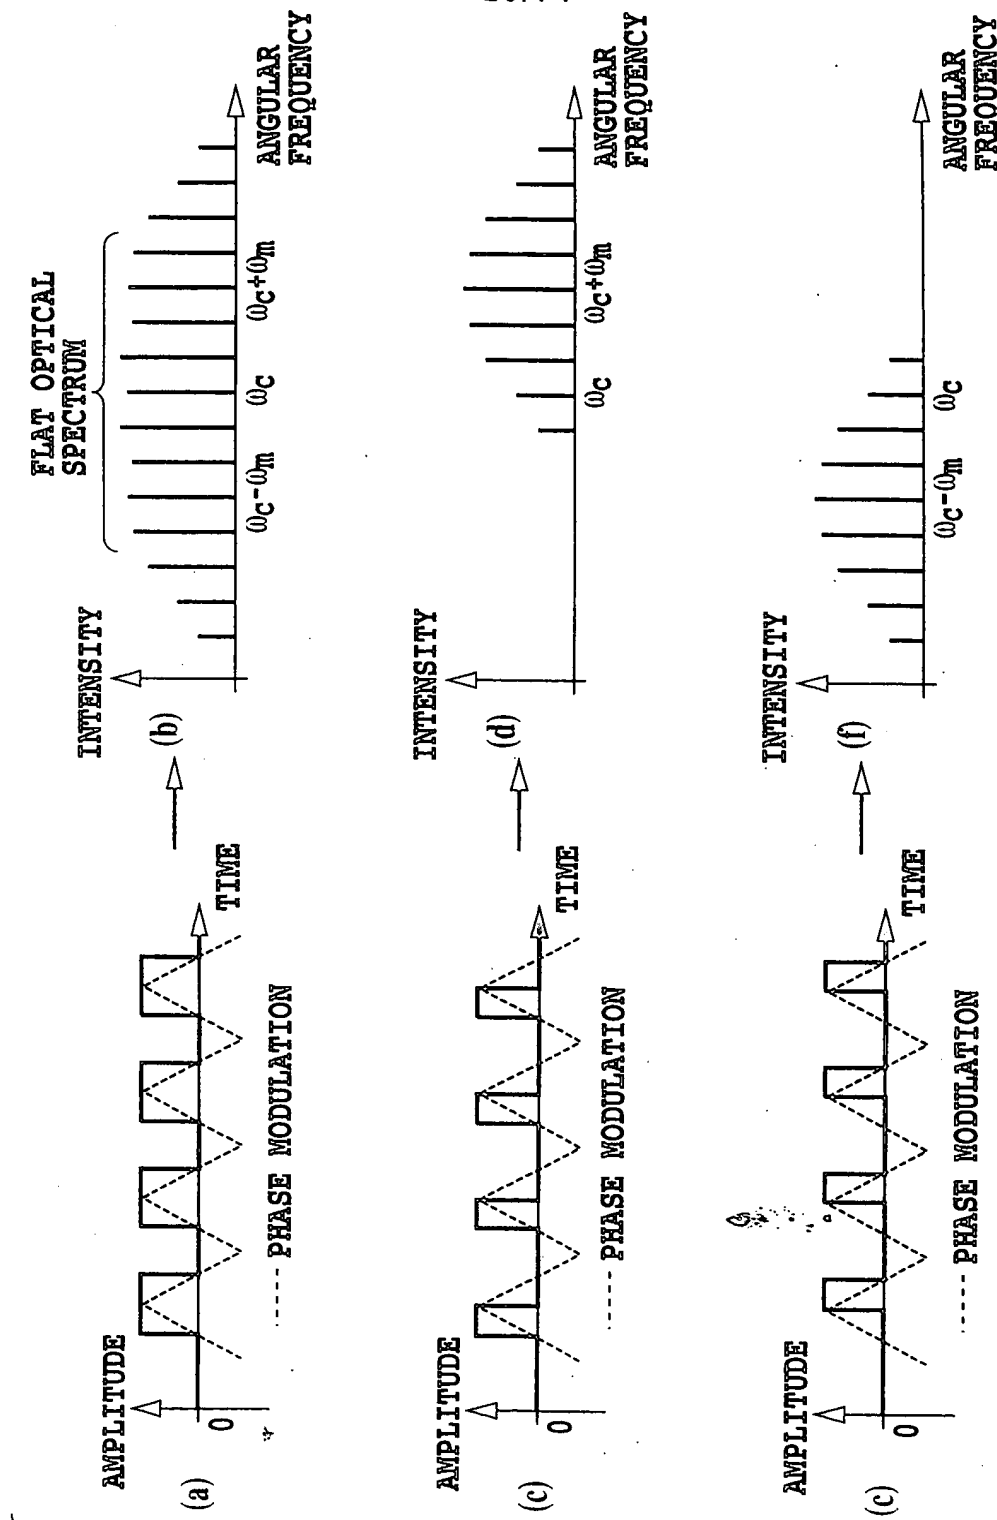 (a)
AMPLITUDE
0
TIME
---- PHASE MODULATION
(b)
INTENSITY
FLAT OPTICAL
SPECTRUM
ωC-ωm
ωC
ωC+ωm
ANGULAR
FREQUENCY
(c)
AMPLITUDE
0
TIME
---- PHASE MODULATION
(d)
INTENSITY
ωC
ωC+ωm
ANGULAR
FREQUENCY
(c)
AMPLITUDE
0
TIME
---- PHASE MODULATION
(f)
INTENSITY
ωC-ωm
ωC
ANGULAR
FREQUENCY